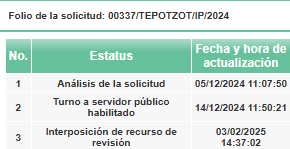 Folio de la solicitud: 00337/TEPOTZOT/IP/2024
No. Estatus Fecha y hora de
actualización
1 Análisis de la solicitud 05/12/2024 11:07:50
2 Turno a servidor público
habilitado 14/12/2024 11:50:21
3 Interposición de recurso de
revisión 03/02/2025
14:37:02